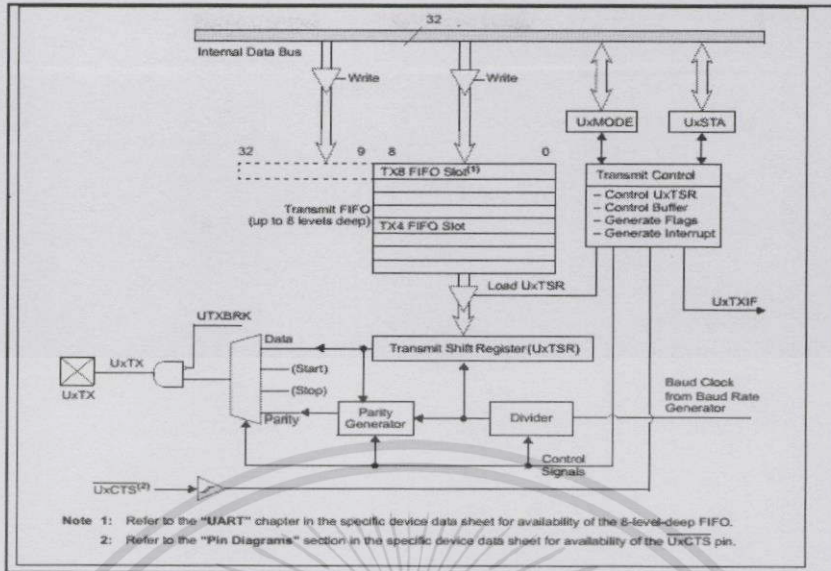 32
Internal Data Bus
Write
Write
UxMODE
UxSTA
32 9 8 0
TX8 FIFO Slot(1)
Transmit FIFO
(up to 8 levels deep)
TX4 FIFO Slot
Transmit Control
– Control UxTSR
– Control Buffer
– Generate Flags
– Generate Interrupt
Load UxTSR
UxTXIF
UTXBRK
Data
Transmit Shift Register(UxTSR)
UxTX
UxTX
(Start)
(Stop)
Parity
Parity
Generator
Divider
Baud Clock
from Baud Rate
Generator
Control
Signals
UxCTS(2)
Note 1: Refer to the "UART" chapter in the specific device data sheet for availability of the 8-level-deep FIFO.
2: Refer to the "Pin Diagrams" section in the specific device data sheet for availability of the UxCTS pin.